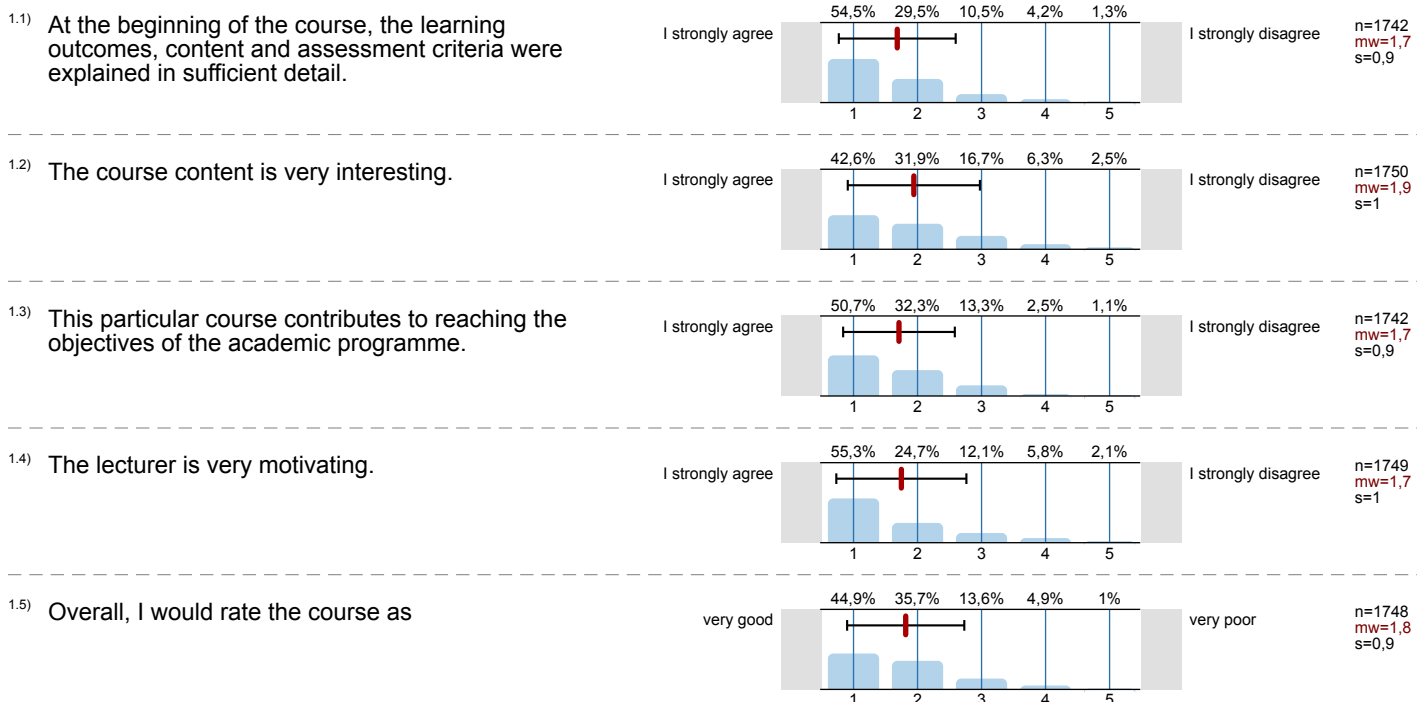 1.1) At the beginning of the course, the learning
outcomes, content and assessment criteria were
explained in sufficient detail.
I strongly agree
54,5% 29,5% 10,5% 4,2% 1,3%
1 2 3 4 5
I strongly disagree
n=1742
mw=1,7
s=0,9
1.2) The course content is very interesting.
I strongly agree
42,6% 31,9% 16,7% 6,3% 2,5%
1 2 3 4 5
I strongly disagree
n=1750
mw=1,9
s=1
1.3) This particular course contributes to reaching the
objectives of the academic programme.
I strongly agree
50,7% 32,3% 13,3% 2,5% 1,1%
1 2 3 4 5
I strongly disagree
n=1742
mw=1,7
s=0,9
1.4) The lecturer is very motivating.
I strongly agree
55,3% 24,7% 12,1% 5,8% 2,1%
1 2 3 4 5
I strongly disagree
n=1749
mw=1,7
s=1
1.5) Overall, I would rate the course as
very good
44,9% 35,7% 13,6% 4,9% 1%
1 2 3 4 5
very poor
n=1748
mw=1,8
s=0,9